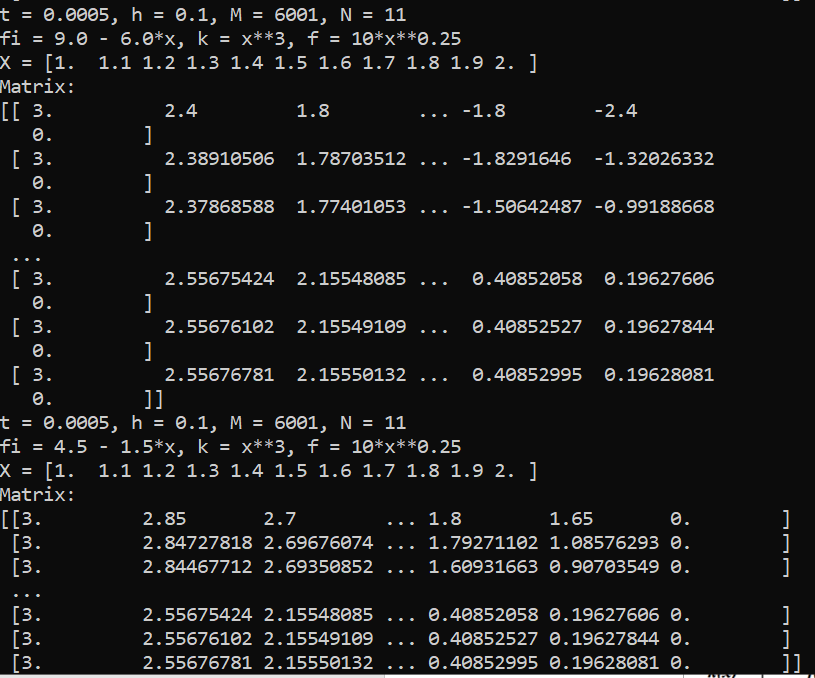 t = 0.0005, h = 0.1, M = 6001, N = 11
fi = 9.0 - 6.0*x, k = x**3, f = 10*x**0.25
X = [1.  1.1 1.2 1.3 1.4 1.5 1.6 1.7 1.8 1.9 2. ]
Matrix:
[[ 3.          2.4         1.8        ... -1.8        -2.4
   0.        ]
 [ 3.          2.38910506  1.78703512 ... -1.8291646  -1.32026332
   0.        ]
 [ 3.          2.37868588  1.77401053 ... -1.50642487 -0.99188668
   0.        ]
 ...
 [ 3.          2.55675424  2.15548085 ...  0.40852058  0.19627606
   0.        ]
 [ 3.          2.55676102  2.15549109 ...  0.40852527  0.19627844
   0.        ]
 [ 3.          2.55676781  2.15550132 ...  0.40852995  0.19628081
   0.        ]]
t = 0.0005, h = 0.1, M = 6001, N = 11
fi = 4.5 - 1.5*x, k = x**3, f = 10*x**0.25
X = [1.  1.1 1.2 1.3 1.4 1.5 1.6 1.7 1.8 1.9 2. ]
Matrix:
[[3.         2.85       2.7        ... 1.8        1.65       0.        ]
 [3.         2.84727818 2.69676074 ... 1.79271102 1.08576293 0.        ]
 [3.         2.84467712 2.69350852 ... 1.60931663 0.90703549 0.        ]
 ...
 [3.         2.55675424 2.15548085 ... 0.40852058 0.19627606 0.        ]
 [3.         2.55676102 2.15549109 ... 0.40852527 0.19627844 0.        ]
 [3.         2.55676781 2.15550132 ... 0.40852995 0.19628081 0.        ]]